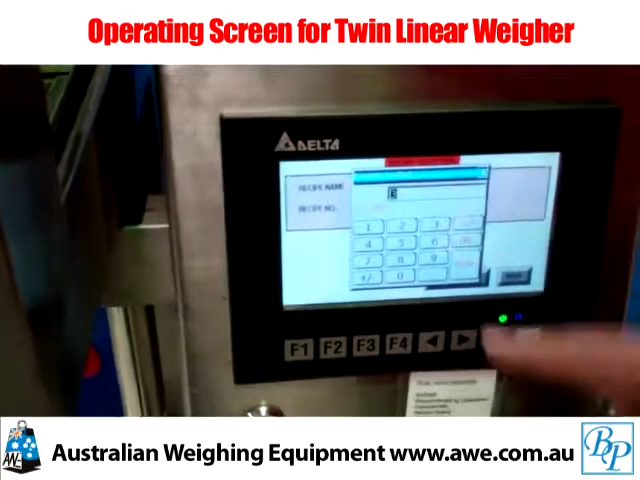 Operating Screen for Twin Linear Weigher
DELTA
RECIPE NAME
RECIPE NO.
3
1 2 3
4 5 6
7 8 9
+/- 0
F1 F2 F3 F4
Australian Weighing Equipment www.awe.com.au
BP